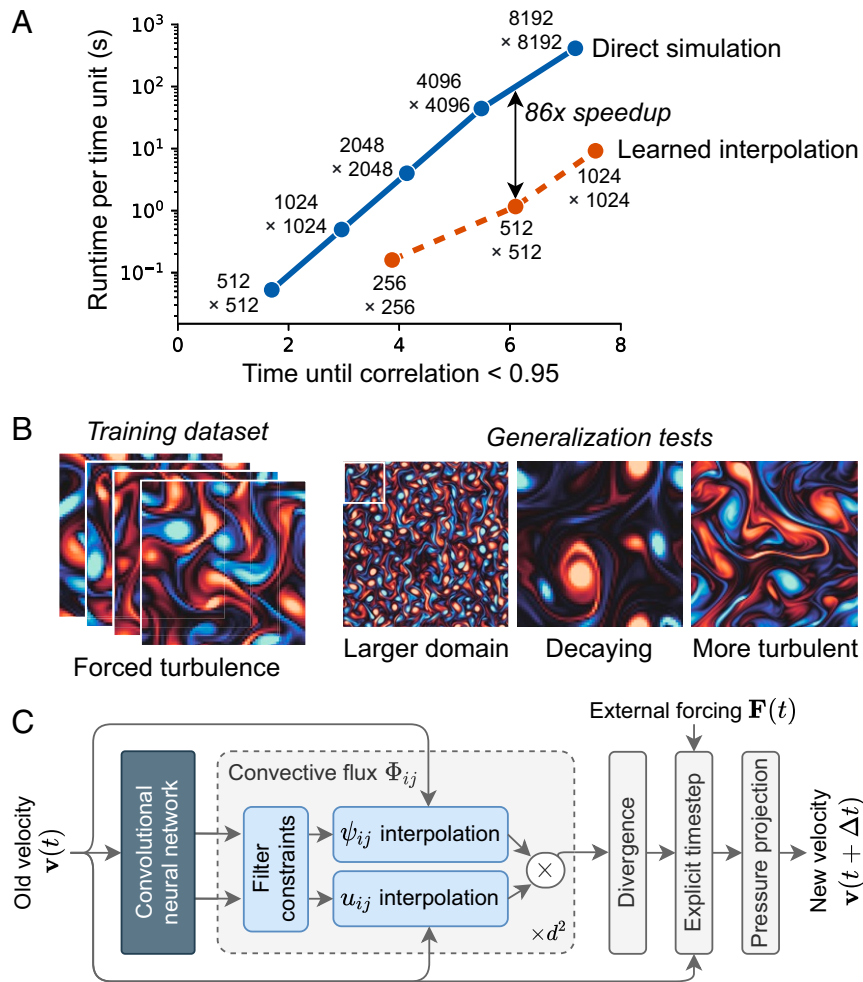 A
Runtime per time unit (s)
10³
10²
10¹
10⁰
10⁻¹
0
2
4
6
8
Time until correlation < 0.95
512
× 512
1024
× 1024
2048
× 2048
4096
× 4096
8192
× 8192
Direct simulation
86x speedup
Learned interpolation
256
× 256
512
× 512
1024
× 1024
B
Training dataset
Generalization tests
Forced turbulence
Larger domain
Decaying
More turbulent
C
Old velocity
v(t)
Convolutional
neural network
Convective flux Φij
Filter
constraints
ψij interpolation
uij interpolation
×
×d²
Divergence
External forcing F(t)
Explicit timestep
Pressure projection
New velocity
v(t + Δt)